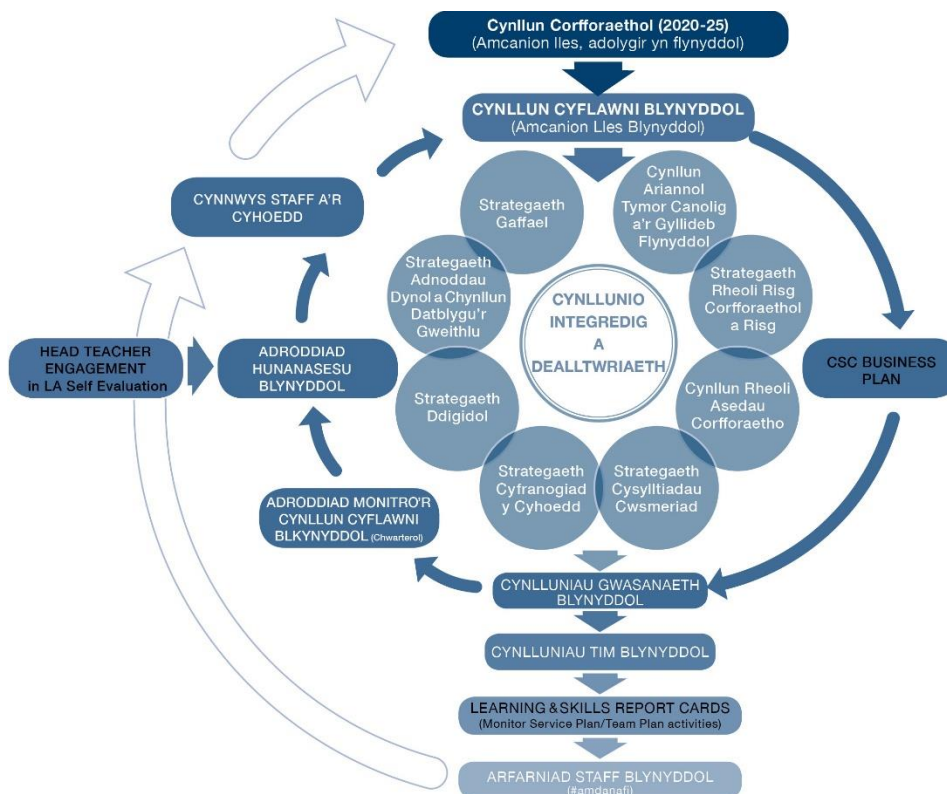 Cynllun Corfforaethol (2020-25)
(Amcanion lles, adolygir yn flynyddol)
CYNLLUN CYFLAWNI BLYNYDDOL
(Amcanion Lles Blynyddol)
CYNNWYS STAFF A'R
CYHOEDD
Strategaeth
Gaffael
Cynllun
Ariannol
Tymor Canolig
a'r Gyllideb
Flynyddol
Strategaeth
Adnoddau
Dynol a Chynllun
Datblygu'r
Gweithlu
CYNLLUNIO
INTEGREDIG
A
DEALLTWRIAETH
Strategaeth
Rheoli Risg
Corfforaethol
a Risg
HEAD TEACHER
ENGAGEMENT
in LA Self Evaluation
ADRODDIAD
HUNANASESU
BLYNYDDOL
CSC BUSINESS
PLAN
Strategaeth
Ddigidol
Cynllun Rheoli
Asedau
Corfforaetho
Strategaeth
Cyfranogiad
y Cyhoedd
Strategaeth
Cysylltiadau
Cwsmeriad
ADRODDIAD MONITRO'R
CYNLLUN CYFLAWNI
BLKYNYDDOL (Chwarterol)
CYNLLUNIAU GWASANAETH
BLYNYDDOL
CYNLLUNIAU TIM BLYNYDDOL
LEARNING & SKILLS REPORT CARDS
(Monitor Service Plan/Team Plan activities)
ARFARNIAD STAFF BLYNYDDOL
(#amdanafi)